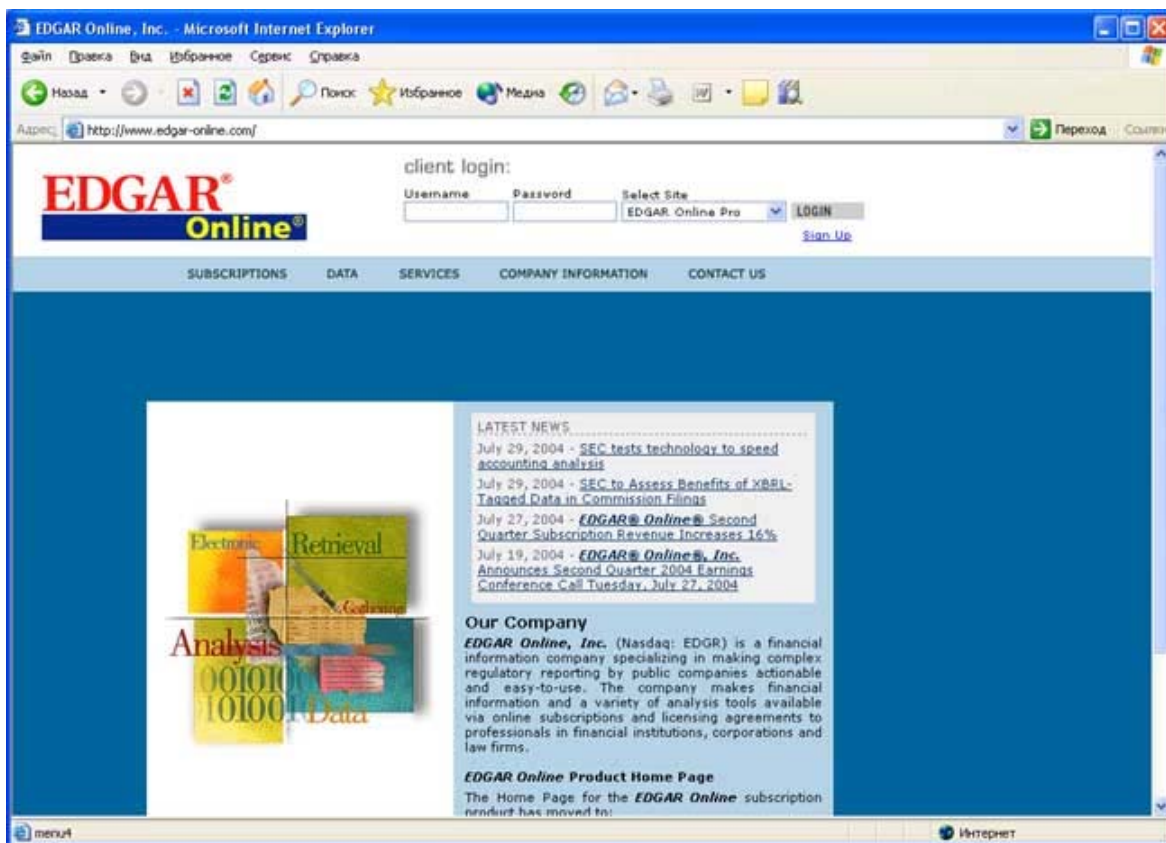 EDGAR Online, Inc. - Microsoft Internet Explorer
Файл Правка Вид Избранное Сервис Справка
Назад Поиск Избранное Медиа
Адрес: http://www.edgar-online.com/ Переход Ссылки
client login:
EDGAR®
Online®
Username Password Select Site
EDGAR Online Pro LOGIN
Sign Up
SUBSCRIPTIONS DATA SERVICES COMPANY INFORMATION CONTACT US
LATEST NEWS
July 29, 2004 - SEC tests technology to speed
accounting analysis
July 29, 2004 - SEC to Assess Benefits of XBRL-
Tagged Data in Commission Filings
July 27, 2004 - EDGAR® Online® Second
Quarter Subscription Revenue Increases 16%
July 19, 2004 - EDGAR® Online®, Inc.
Announces Second Quarter 2004 Earnings
Conference Call Tuesday, July 27, 2004
Electronic Retrieval
Gathering
Analysis
001010
101001 Data
Our Company
EDGAR Online, Inc. (Nasdaq: EDGR) is a financial
information company specializing in making complex
regulatory reporting by public companies actionable
and easy-to-use. The company makes financial
information and a variety of analysis tools available
via online subscriptions and licensing agreements to
professionals in financial institutions, corporations and
law firms.
EDGAR Online Product Home Page
The Home Page for the EDGAR Online subscription
product has moved to:
menu4 Интернет